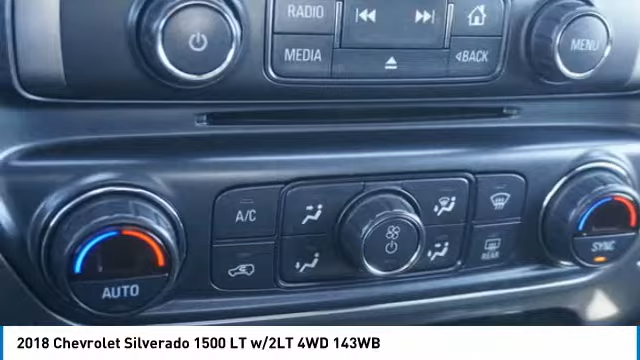 RADIO
MEDIA
BACK
MENU
A/C
AUTO
REAR
SYNC
2018 Chevrolet Silverado 1500 LT w/2LT 4WD 143WB